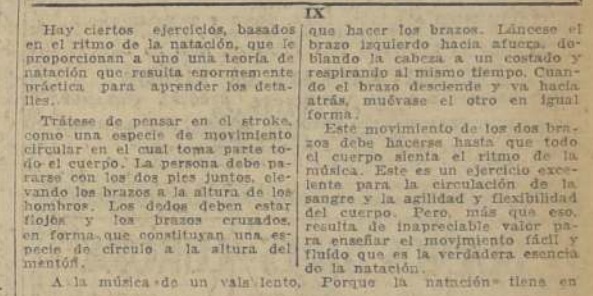 IX
Hay ciertos ejercicios, basados
en el ritmo de la natación, que le
proporcionan a uno una teoría de
natación que resulta enormemente
práctica para aprender los deta-
lles.
Trátese de pensar en el stroke,
como una especie de movimiento
circular en el cual toma parte to-
do el cuerpo. La persona debe pa-
rarse con los dos pies juntos, ele-
vando los brazos a la altura de los
hombros. Los dedos deben estar
flojos y los brazos cruzados,
en forma que constituyan una es-
pecie de círculo a la altura del
mentón.
A la música de un vals lento,
que hacer los brazos. Láncese el
brazo izquierdo hacia afuera, do-
blando la cabeza a un costado y
respirando al mismo tiempo. Cuan-
do el brazo desciende y va hacia
atrás, muévase el otro en igual
forma.
Este movimiento de los dos bra-
zos debe hacerse hasta que todo
el cuerpo sienta el ritmo de la
música. Este es un ejercicio exce-
lente para la circulación de la
sangre y la agilidad y flexibilidad
del cuerpo. Pero, más que eso,
resulta de inapreciable valor pa-
ra enseñar el movimiento fácil y
fluído que es la verdadera esencia
de la natación.
Porque la natación tiene en